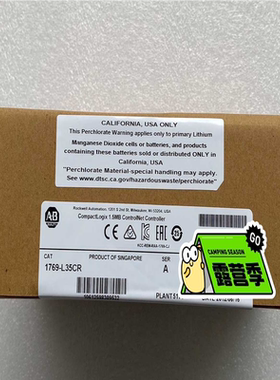 CALIFORNIA, USA ONLY
This Perchlorate Warning applies only to primary Lithium
Manganese Dioxide cells or batteries, and products
containing these batteries sold or distributed ONLY in
California, USA
"Perchlorate Material-special handling may apply. See
www.dtsc.ca.gov/hazardouswaste/perchlorate"
AB
CompactLogix 1.5MB ControlNet Controller
CAT
PRODUCT OF SINGAPORE
SER
1769-L35CR
A
PLANT
CAMPING SEASON
露营季